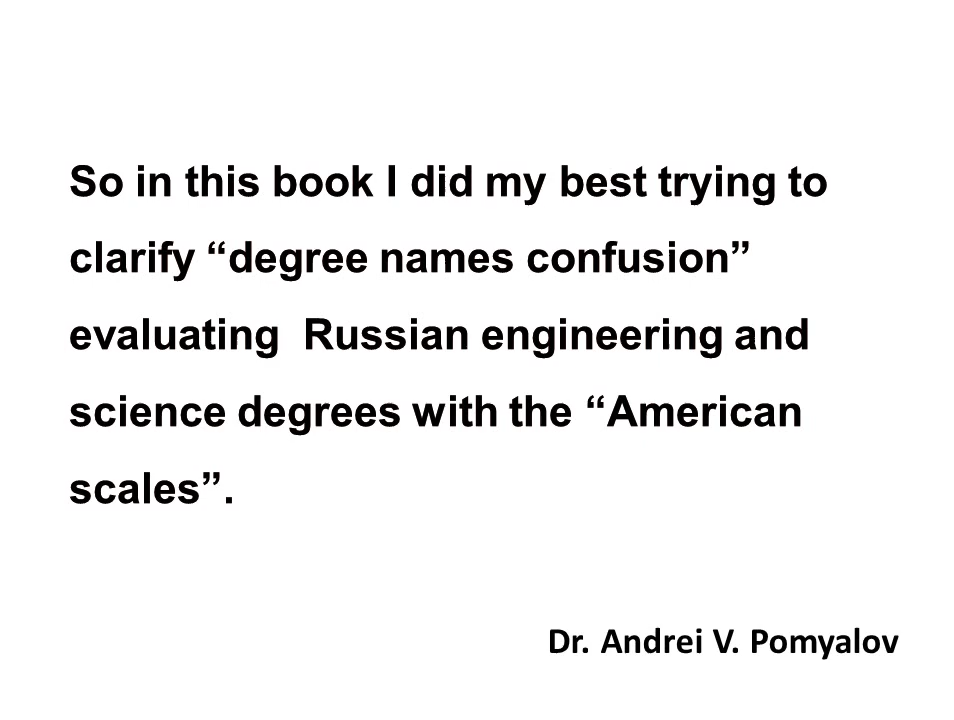 So in this book I did my best trying to
clarify “degree names confusion”
evaluating  Russian engineering and
science degrees with the “American
scales”.
Dr. Andrei V. Pomyalov